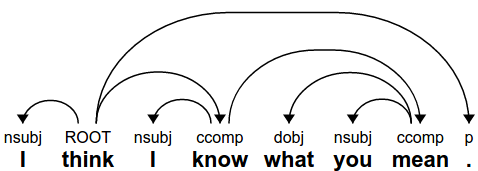 nsubj ROOT nsubj ccomp dobj nsubj ccomp p
I think I know what you mean .